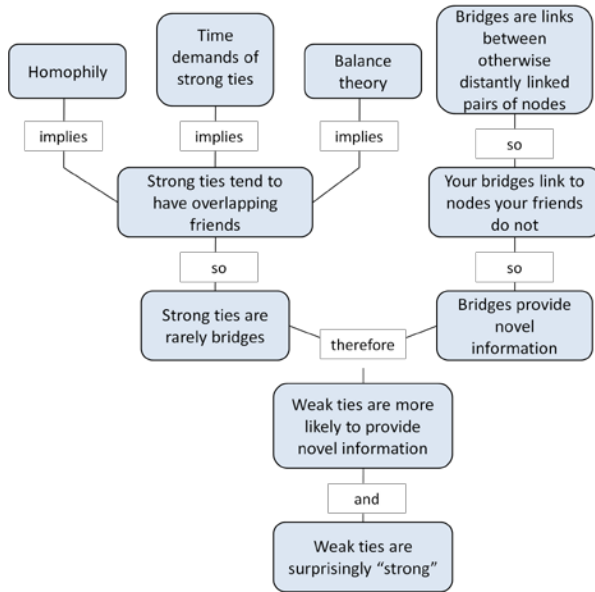 Homophily
Time
demands of
strong ties
Balance
theory
Bridges are links
between
otherwise
distantly linked
pairs of nodes
implies
implies
implies
so
Strong ties tend to
have overlapping
friends
Your bridges link to
nodes your friends
do not
so
so
Strong ties are
rarely bridges
Bridges provide
novel
information
therefore
Weak ties are more
likely to provide
novel information
and
Weak ties are
surprisingly “strong”